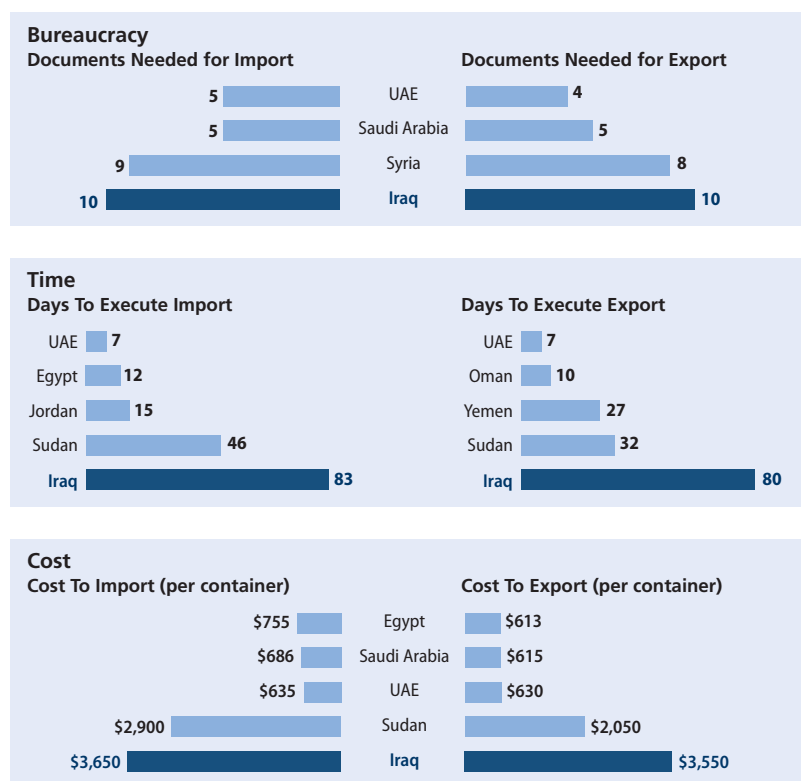 Bureaucracy
Documents Needed for Import Documents Needed for Export
5 UAE 4
5 Saudi Arabia 5
9 Syria 8
10 Iraq 10
Time
Days To Execute Import Days To Execute Export
UAE 7 UAE 7
Egypt 12 Oman 10
Jordan 15 Yemen 27
Sudan 46 Sudan 32
Iraq 83 Iraq 80
Cost
Cost To Import (per container) Cost To Export (per container)
$755 Egypt $613
$686 Saudi Arabia $615
$635 UAE $630
$2,900 Sudan $2,050
$3,650 Iraq $3,550